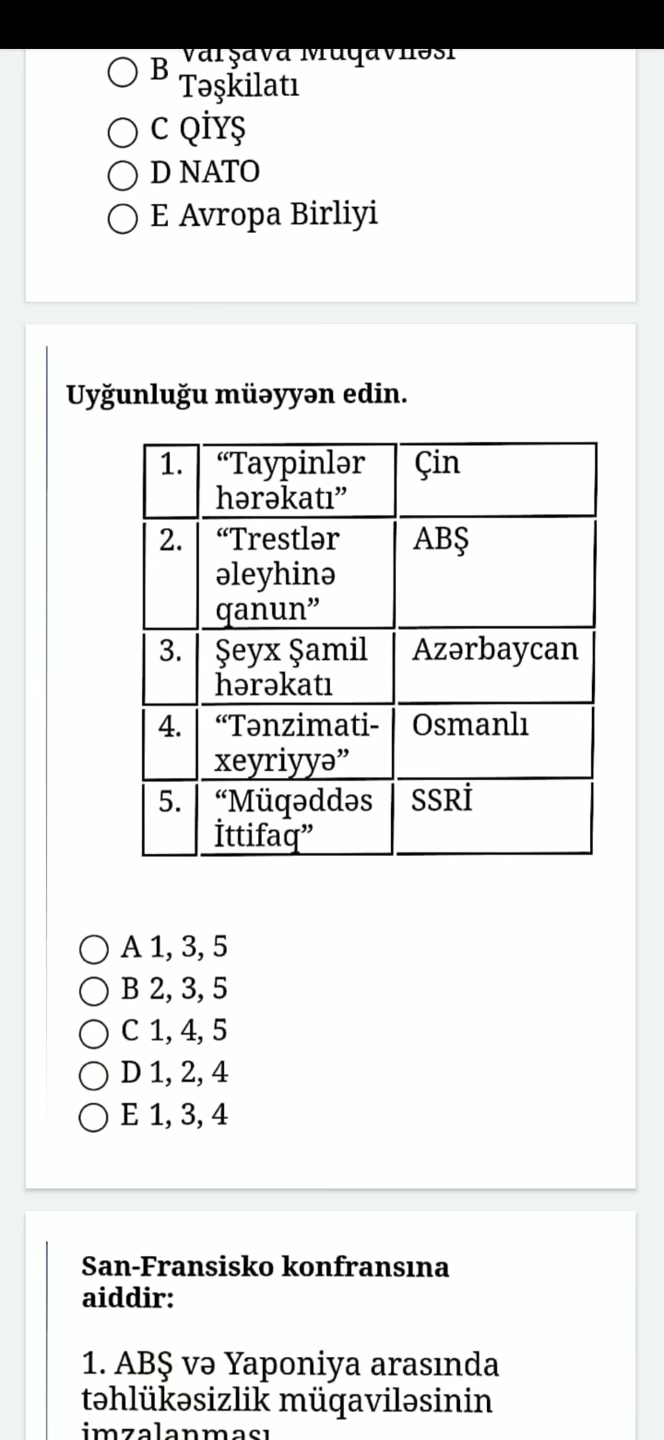 B Varşava Müqaviləsi
Təşkilatı
C QİYŞ
D NATO
E Avropa Birliyi
Uyğunluğu müəyyən edin.
1. “Taypinlər Çin
hərəkatı”
2. “Trestlər ABŞ
əleyhinə
qanun”
3. Şeyx Şamil Azərbaycan
hərəkatı
4. “Tənzimati- Osmanlı
xeyriyyə”
5. “Müqəddəs SSRİ
İttifaq”
A 1, 3, 5
B 2, 3, 5
C 1, 4, 5
D 1, 2, 4
E 1, 3, 4
San-Fransisko konfransına
aiddir:
1. ABŞ və Yaponiya arasında
təhlükəsizlik müqaviləsinin
imzalanması